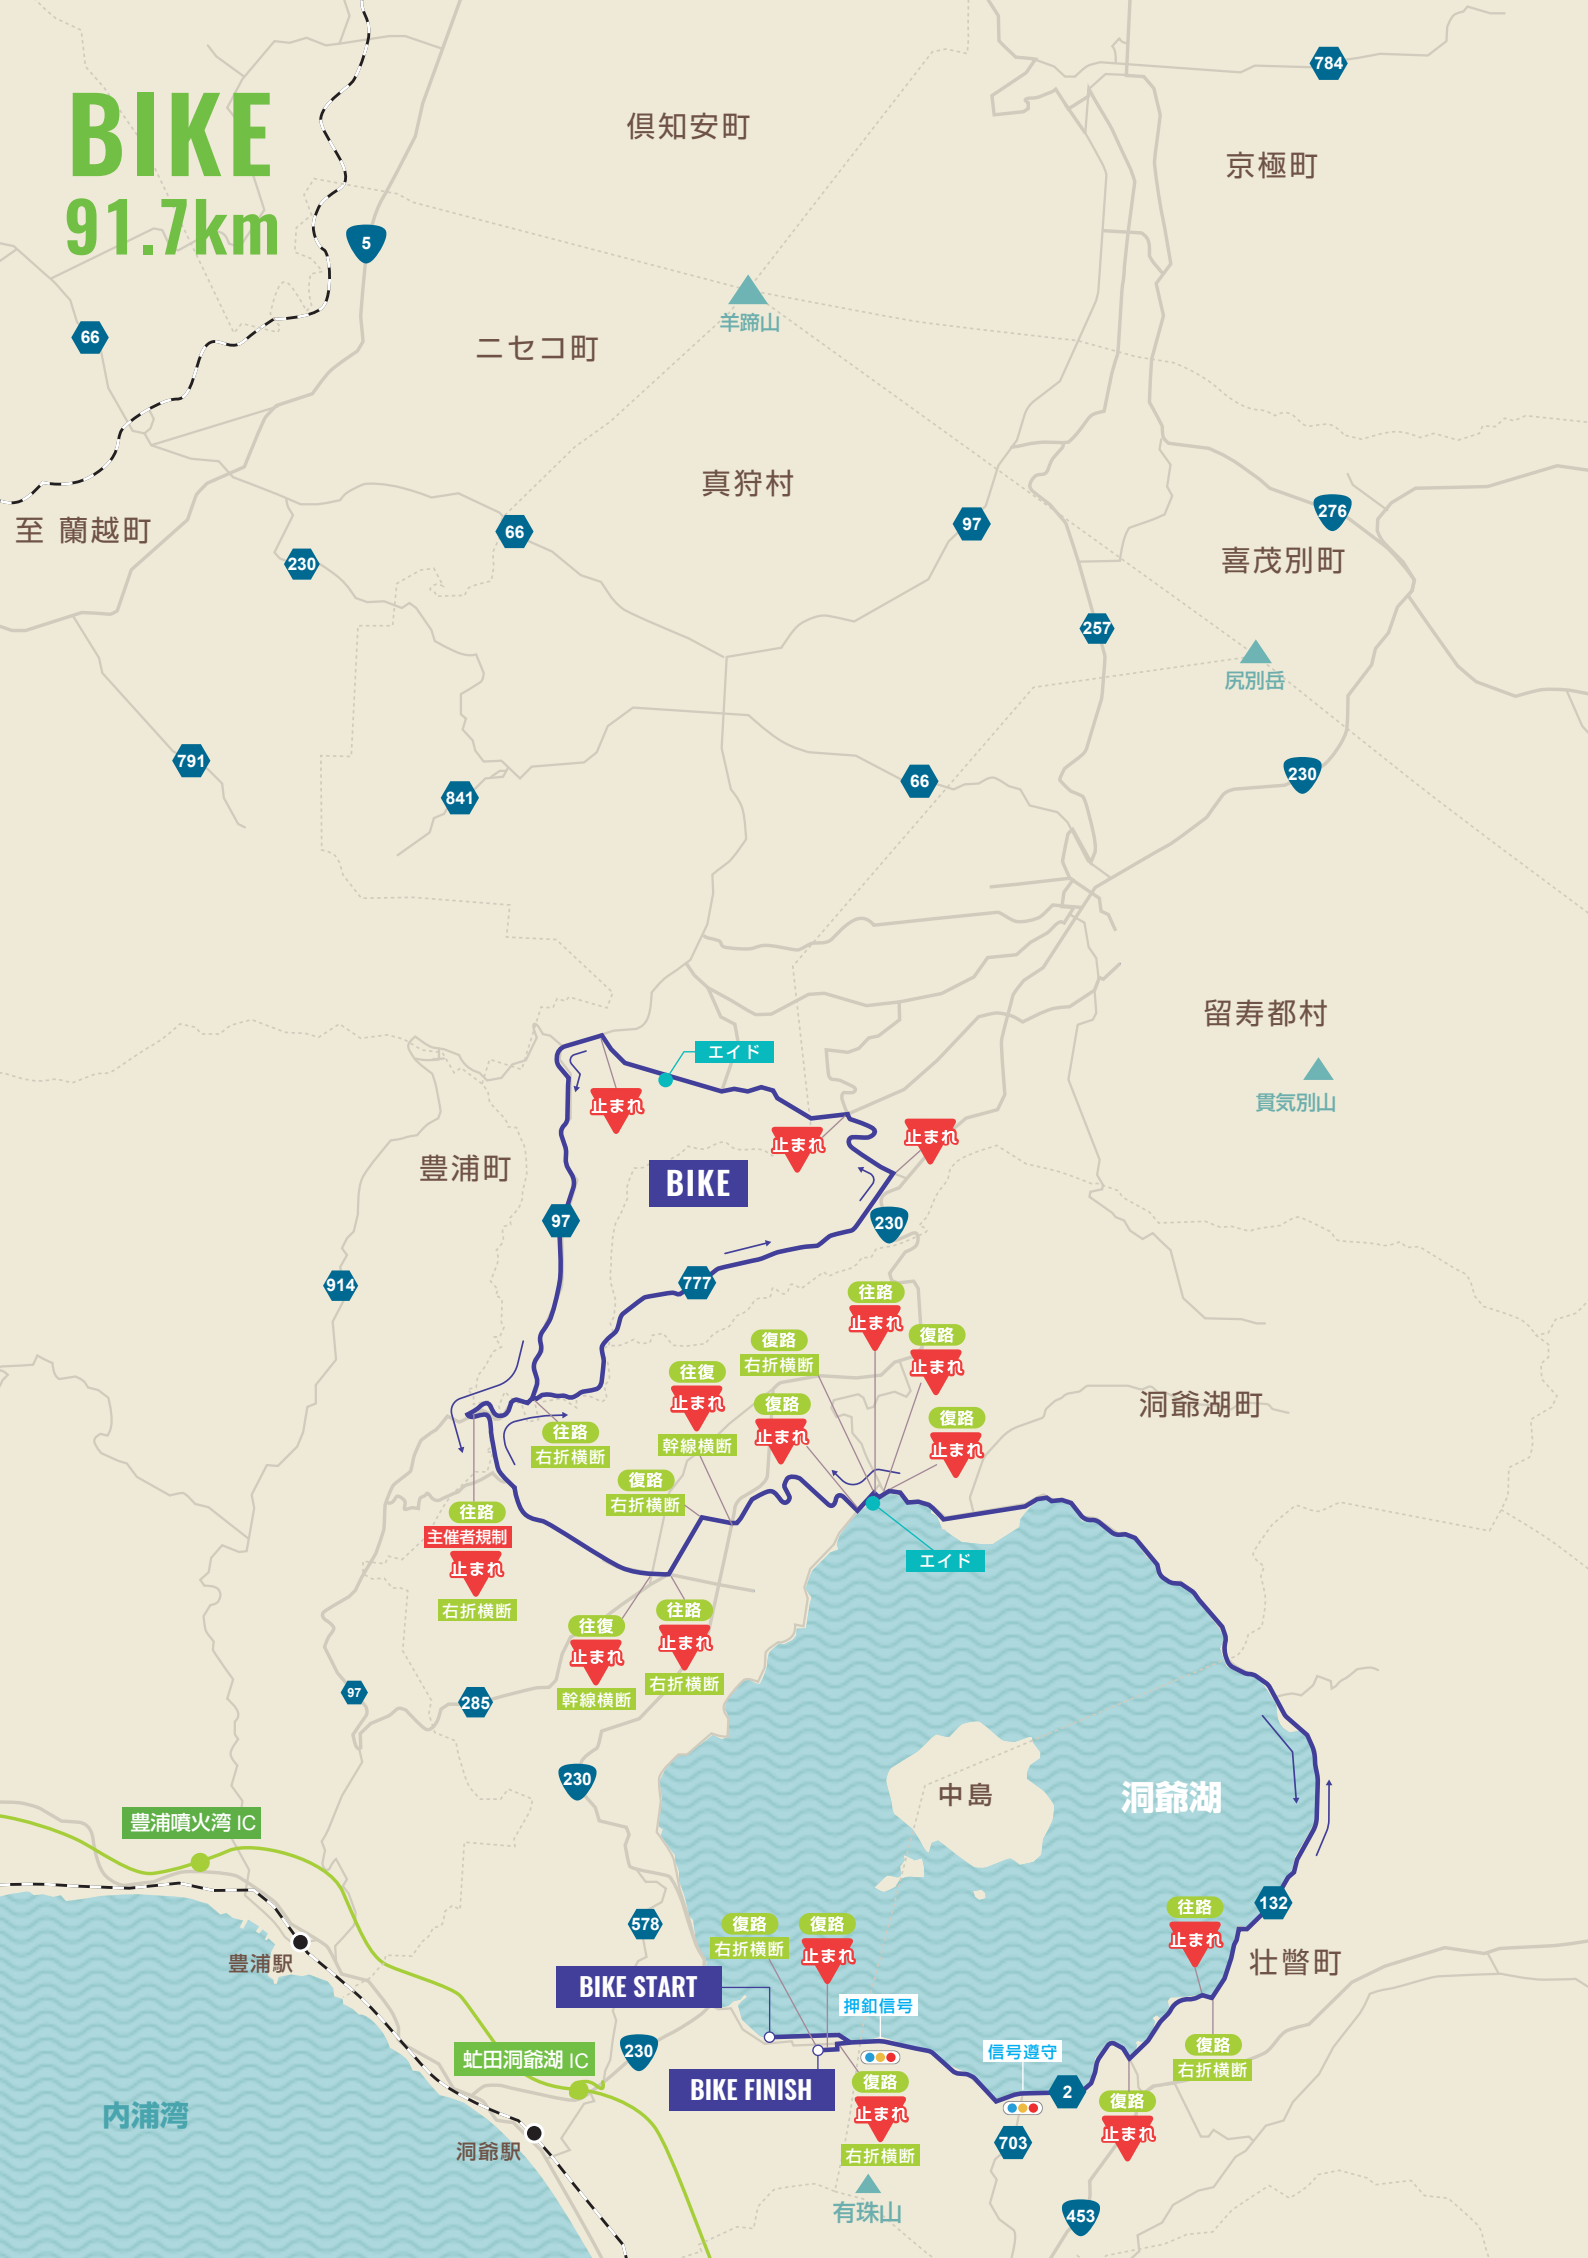 BIKE
91.7km
784
倶知安町
京極町
5
羊蹄山
66
ニセコ町
真狩村
至 蘭越町
66
97
276
230
喜茂別町
257
尻別岳
791
841
66
230
留寿都村
貫気別山
エイド
止まれ
止まれ
止まれ
豊浦町
BIKE
97
230
777
914
往路
止まれ
復路
止まれ
復路
右折横断
往復
止まれ
幹線横断
復路
止まれ
復路
止まれ
洞爺湖町
往路
右折横断
復路
右折横断
往路
主催者規制
止まれ
右折横断
エイド
往復
止まれ
幹線横断
往路
止まれ
右折横断
97
285
230
中島
洞爺湖
豊浦噴火湾 IC
132
往路
止まれ
578
復路
右折横断
復路
止まれ
豊浦駅
壮瞥町
BIKE START
押釦信号
信号遵守
虻田洞爺湖 IC
230
復路
右折横断
BIKE FINISH
復路
止まれ
右折横断
2
復路
止まれ
703
内浦湾
洞爺駅
有珠山
453